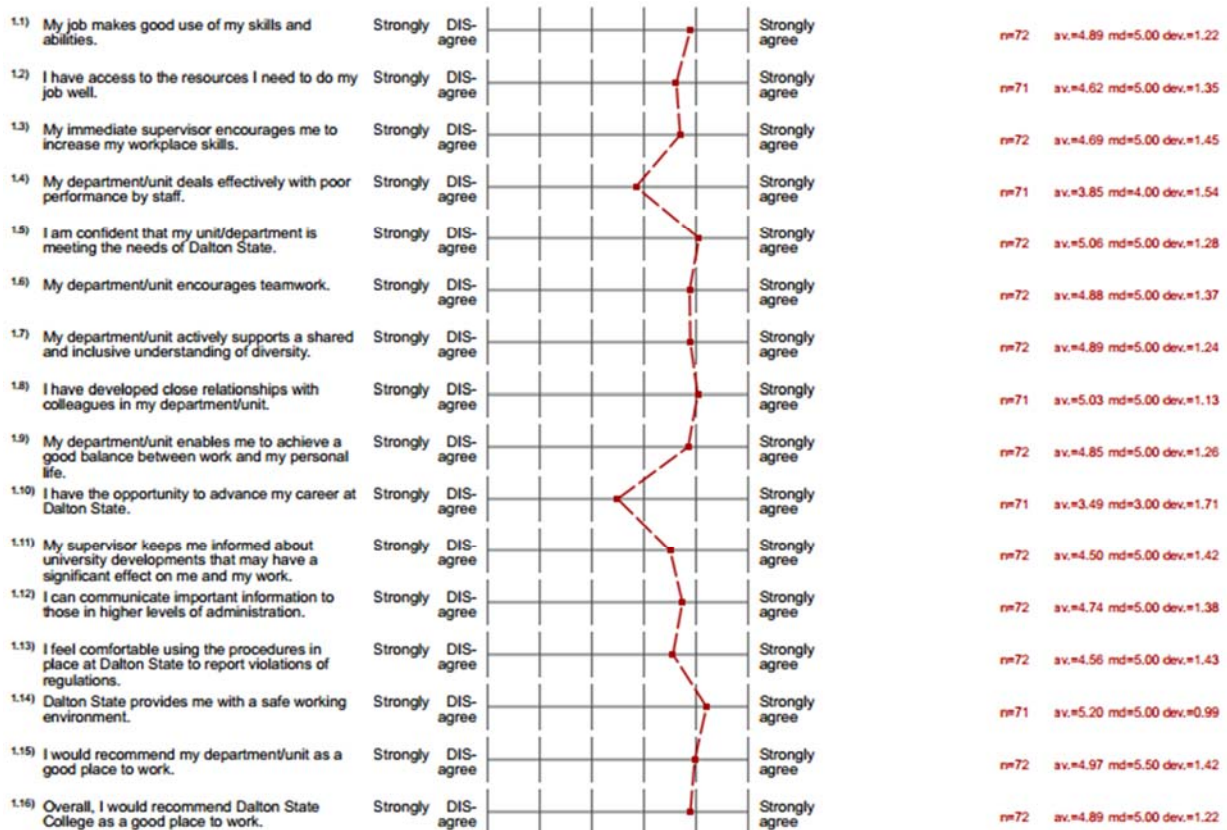 1.1) My job makes good use of my skills and Strongly DIS- Strongly n=72 av.=4.89 md=5.00 dev.=1.22
abilities. agree agree
1.2) I have access to the resources I need to do my Strongly DIS- Strongly n=71 av.=4.62 md=5.00 dev.=1.35
job well. agree agree
1.3) My immediate supervisor encourages me to Strongly DIS- Strongly n=72 av.=4.69 md=5.00 dev.=1.45
increase my workplace skills. agree agree
1.4) My department/unit deals effectively with poor Strongly DIS- Strongly n=71 av.=3.85 md=4.00 dev.=1.54
performance by staff. agree agree
1.5) I am confident that my unit/department is Strongly DIS- Strongly n=72 av.=5.06 md=5.00 dev.=1.28
meeting the needs of Dalton State. agree agree
1.6) My department/unit encourages teamwork. Strongly DIS- Strongly n=72 av.=4.88 md=5.00 dev.=1.37
agree agree
1.7) My department/unit actively supports a shared Strongly DIS- Strongly n=72 av.=4.89 md=5.00 dev.=1.24
and inclusive understanding of diversity. agree agree
1.8) I have developed close relationships with Strongly DIS- Strongly n=71 av.=5.03 md=5.00 dev.=1.13
colleagues in my department/unit. agree agree
1.9) My department/unit enables me to achieve a Strongly DIS- Strongly n=72 av.=4.85 md=5.00 dev.=1.26
good balance between work and my personal agree agree
life.
1.10) I have the opportunity to advance my career at Strongly DIS- Strongly n=71 av.=3.49 md=3.00 dev.=1.71
Dalton State. agree agree
1.11) My supervisor keeps me informed about Strongly DIS- Strongly n=72 av.=4.50 md=5.00 dev.=1.42
university developments that may have a agree agree
significant effect on me and my work.
1.12) I can communicate important information to Strongly DIS- Strongly n=72 av.=4.74 md=5.00 dev.=1.38
those in higher levels of administration. agree agree
1.13) I feel comfortable using the procedures in Strongly DIS- Strongly n=72 av.=4.56 md=5.00 dev.=1.43
place at Dalton State to report violations of agree agree
regulations.
1.14) Dalton State provides me with a safe working Strongly DIS- Strongly n=71 av.=5.20 md=5.00 dev.=0.99
environment. agree agree
1.15) I would recommend my department/unit as a Strongly DIS- Strongly n=72 av.=4.97 md=5.50 dev.=1.42
good place to work. agree agree
1.16) Overall, I would recommend Dalton State Strongly DIS- Strongly n=72 av.=4.89 md=5.00 dev.=1.22
College as a good place to work. agree agree